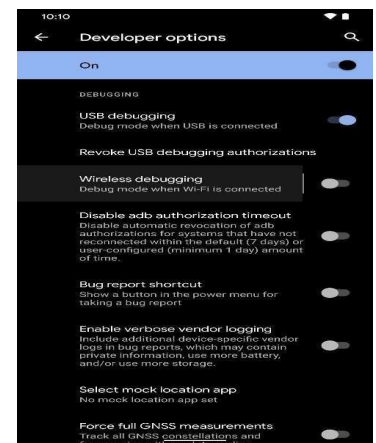 10:10
Developer options
On
DEBUGGING
USB debugging
Debug mode when USB is connected
Revoke USB debugging authorizations
Wireless debugging
Debug mode when Wi-Fi is connected
Disable adb authorization timeout
Disable automatic revocation of adb
authorizations for systems that have not
reconnected within the default (7 days) or
user-configured (minimum 1 day) amount
of time.
Bug report shortcut
Show a button in the power menu for
taking a bug report
Enable verbose vendor logging
Include additional device-specific vendor
logs in bug reports, which may contain
private information, use more battery,
and/or use more storage.
Select mock location app
No mock location app set
Force full GNSS measurements
Track all GNSS constellations and